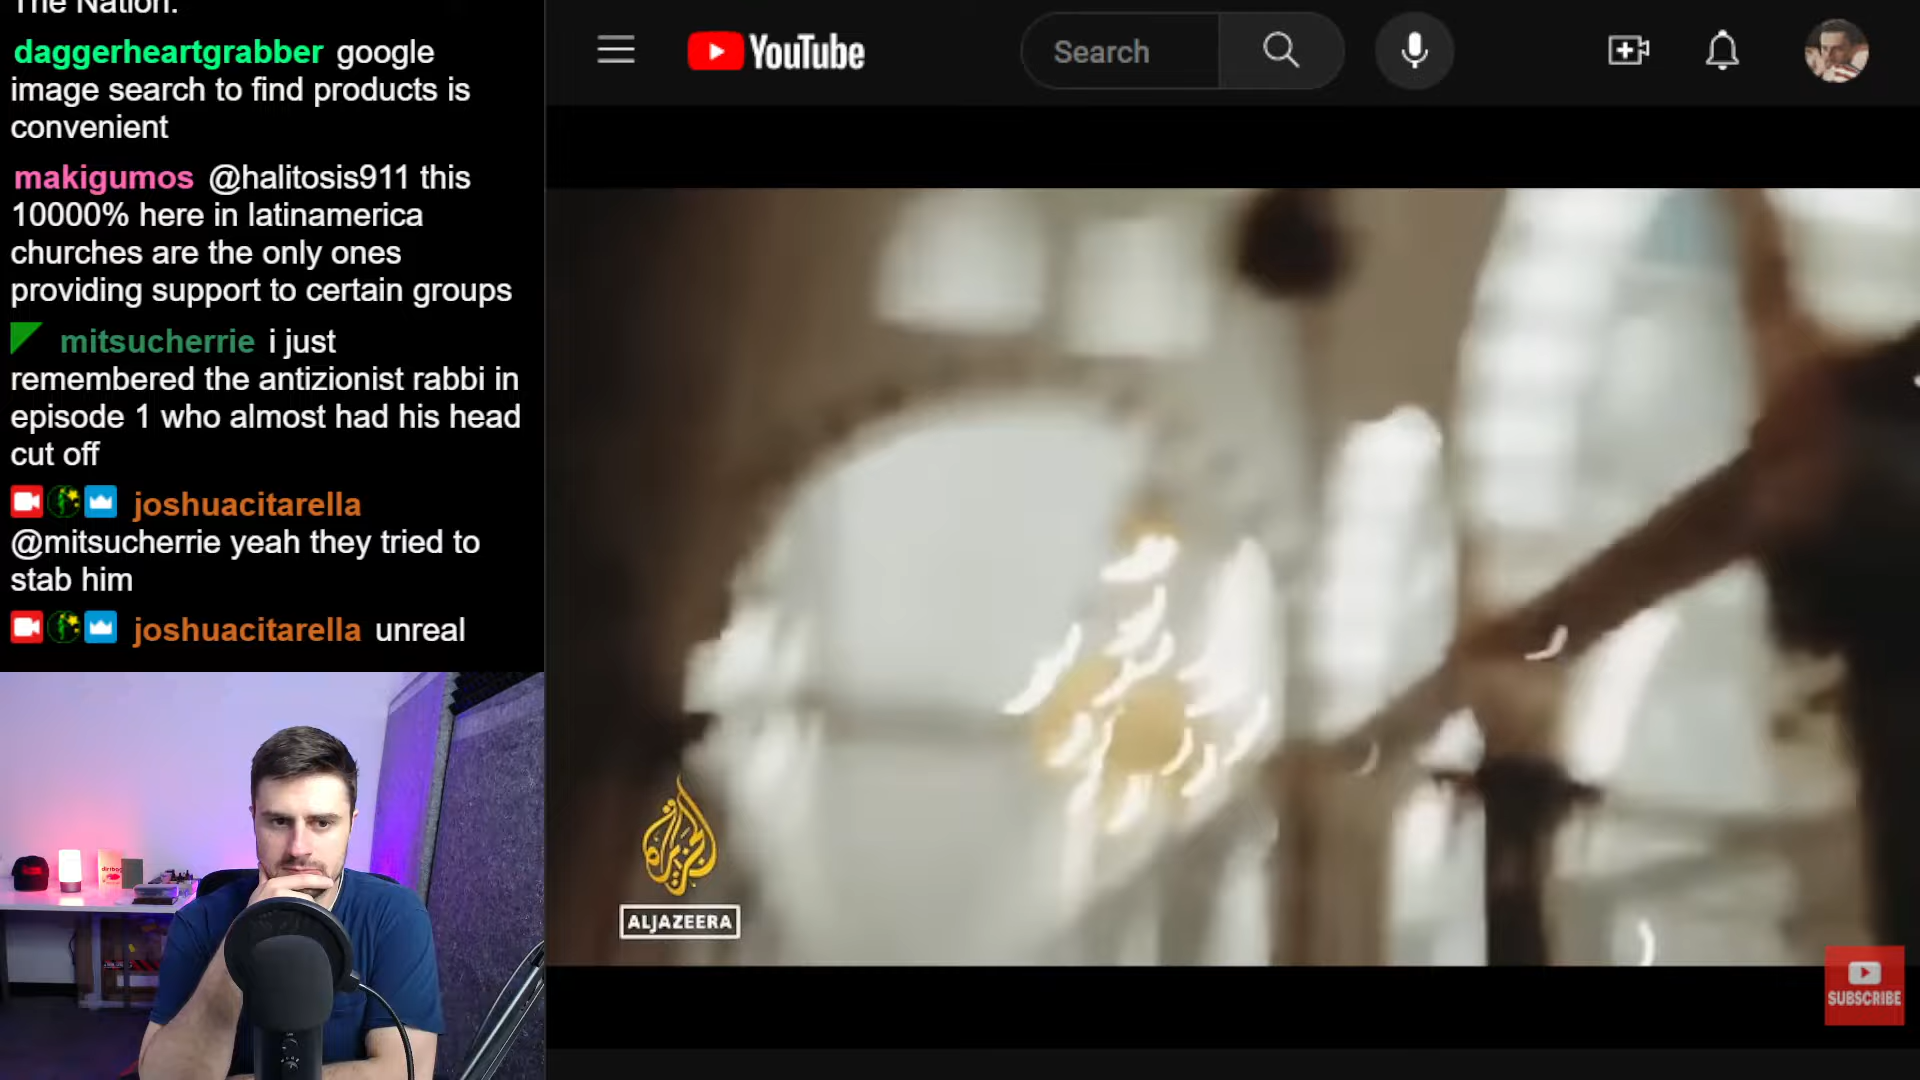 The Nation.
daggerheartgrabber google
image search to find products is
convenient
makigumos @halitosis911 this
10000% here in latinamerica
churches are the only ones
providing support to certain groups
mitsucherrie i just
remembered the antizionist rabbi in
episode 1 who almost had his head
cut off
joshuacitarella
@mitsucherrie yeah they tried to
stab him
joshuacitarella unreal
YouTube
Search
ALJAZEERA
SUBSCRIBE